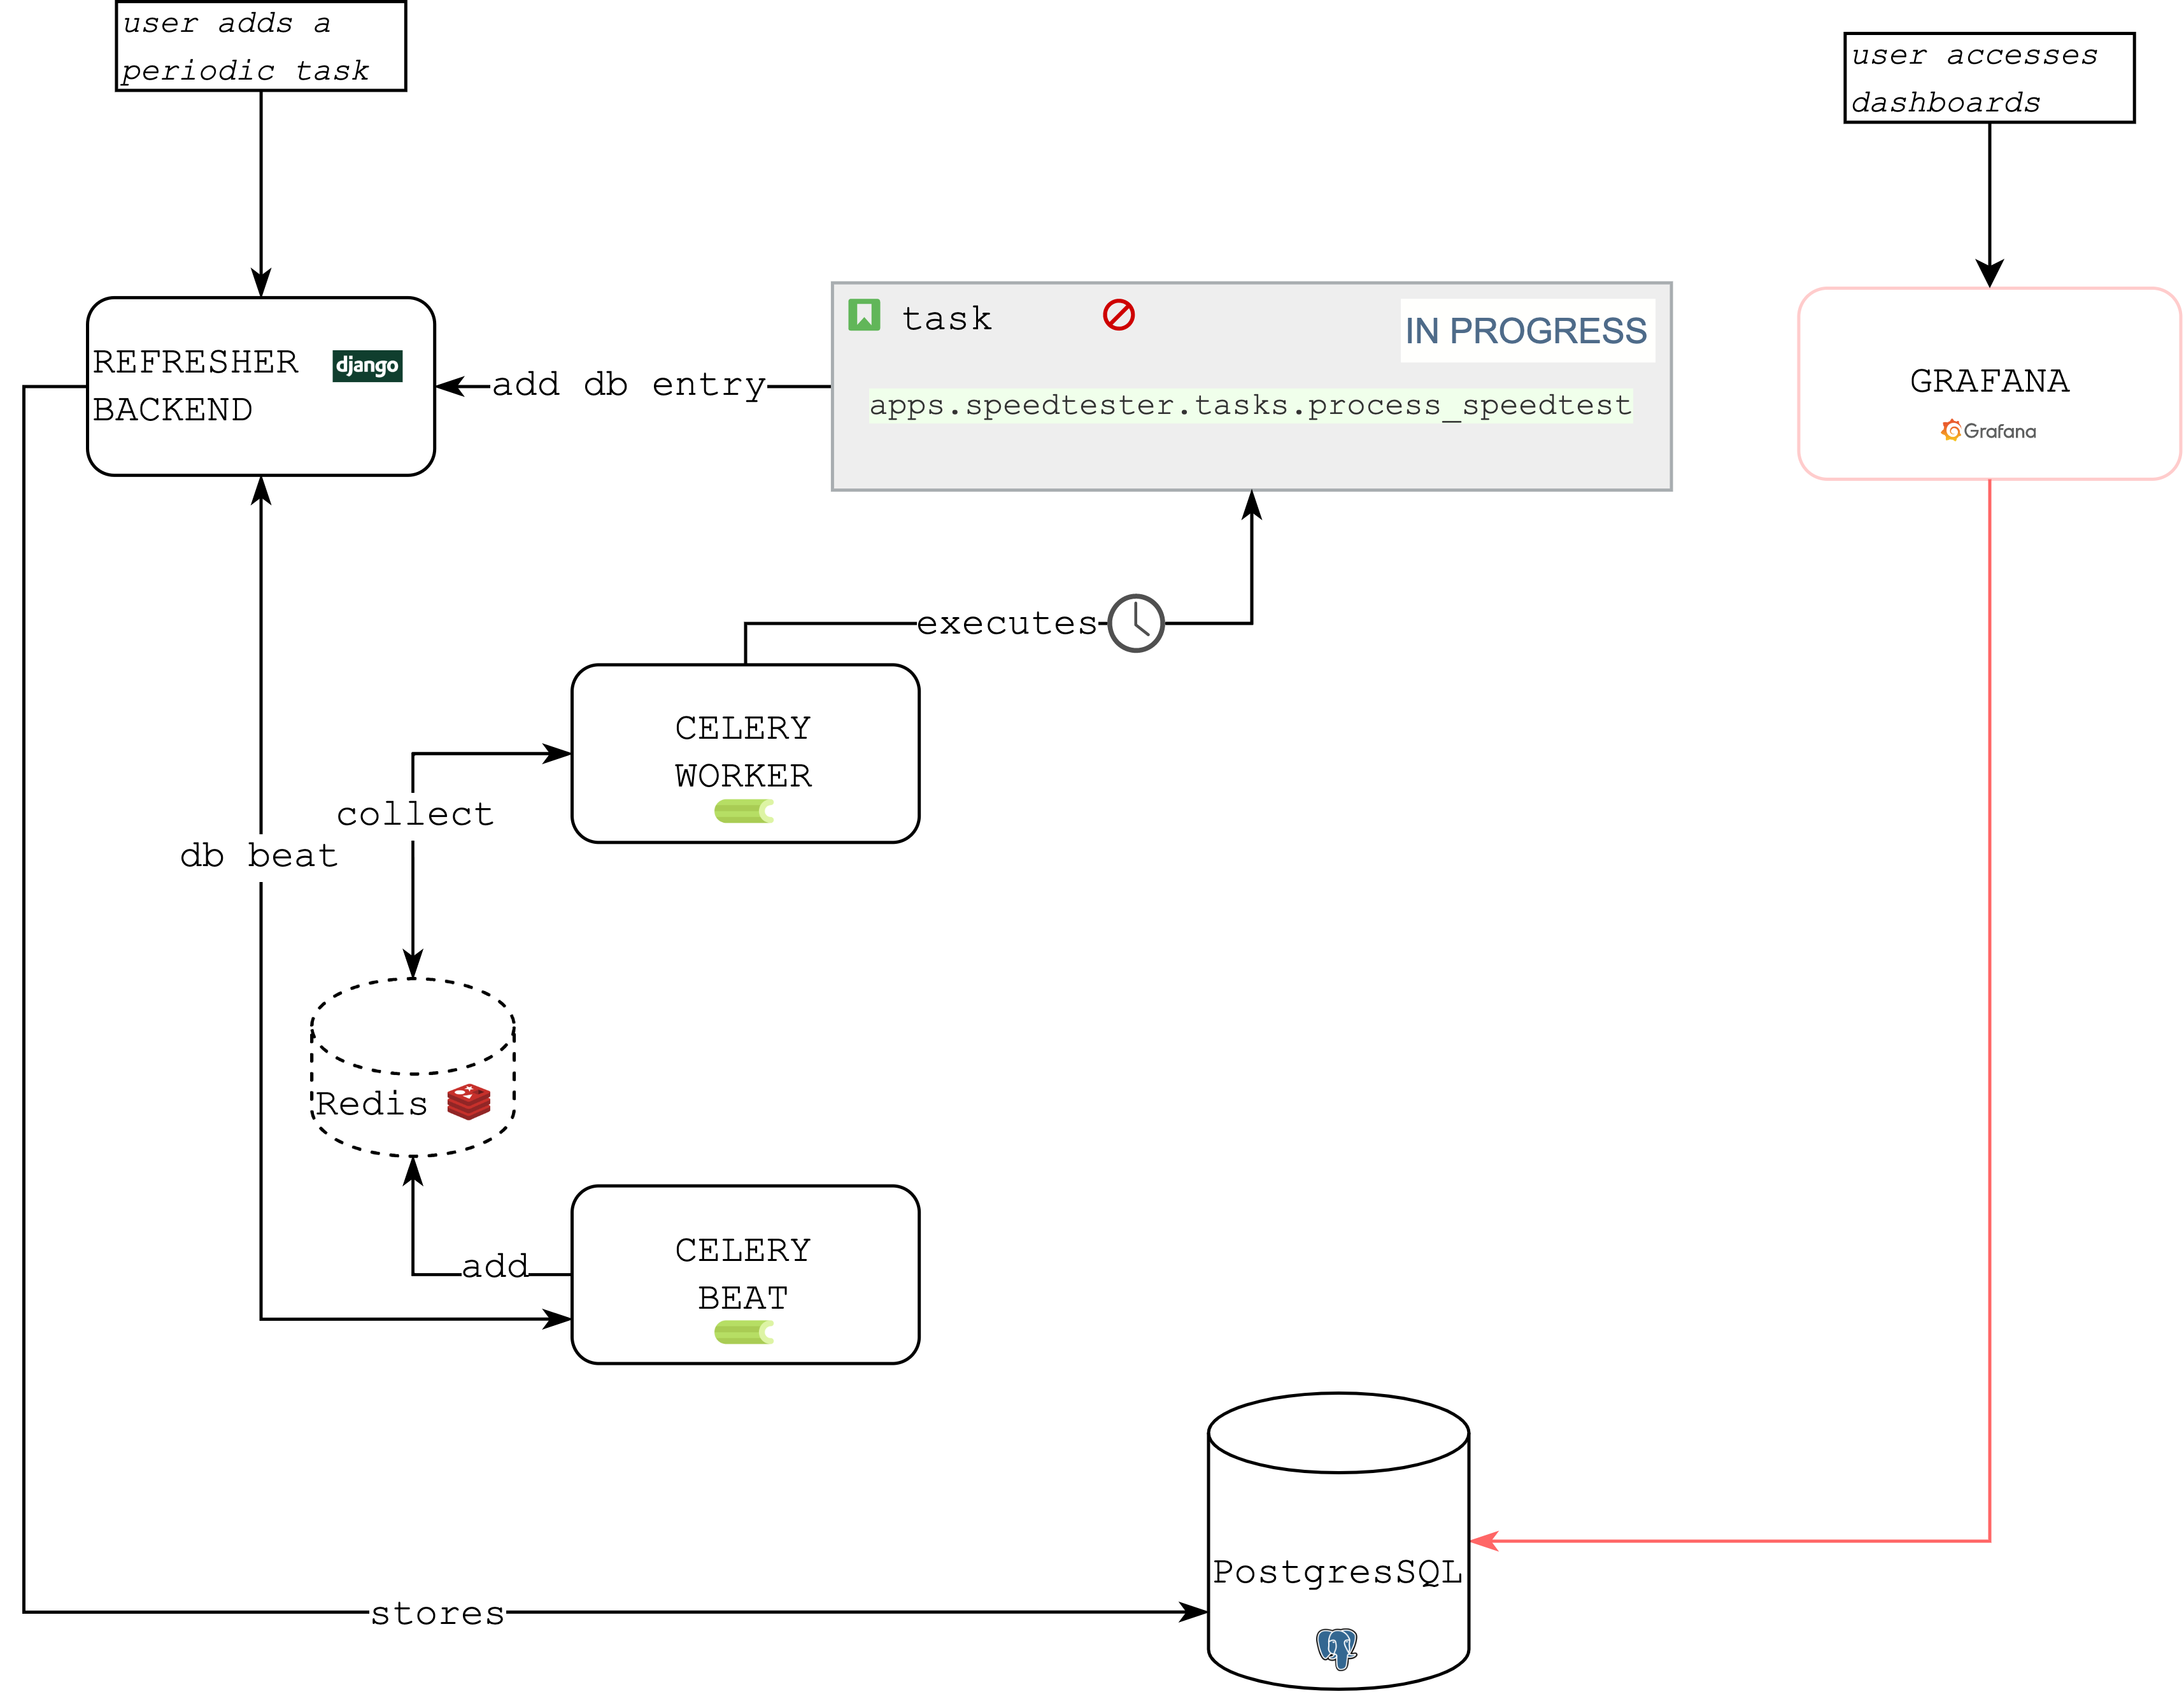 user adds a
periodic task
user accesses
dashboards
REFRESHER
BACKEND
django
add db entry
task
IN PROGRESS
apps.speedtester.tasks.process_speedtest
GRAFANA
Grafana
executes
CELERY
WORKER
collect
db beat
Redis
CELERY
BEAT
add
PostgresSQL
stores